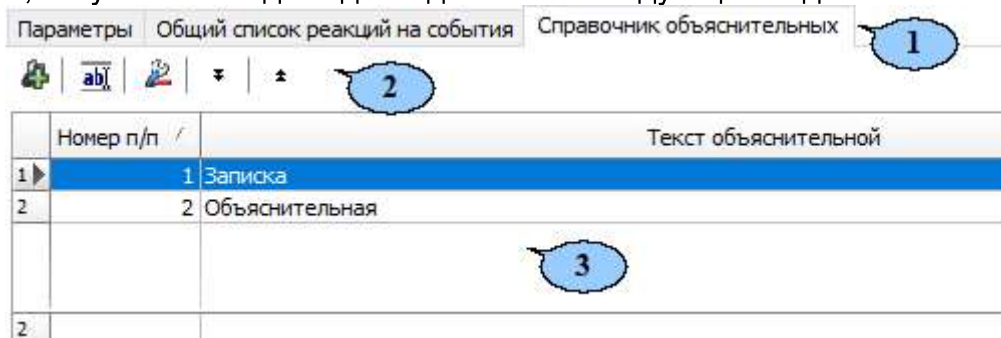 Параметры Общий список реакций на события Справочник объяснительных
1
ab
2
Номер п/п Текст объяснительной
1 1 Записка
2 2 Объяснительная
3
2